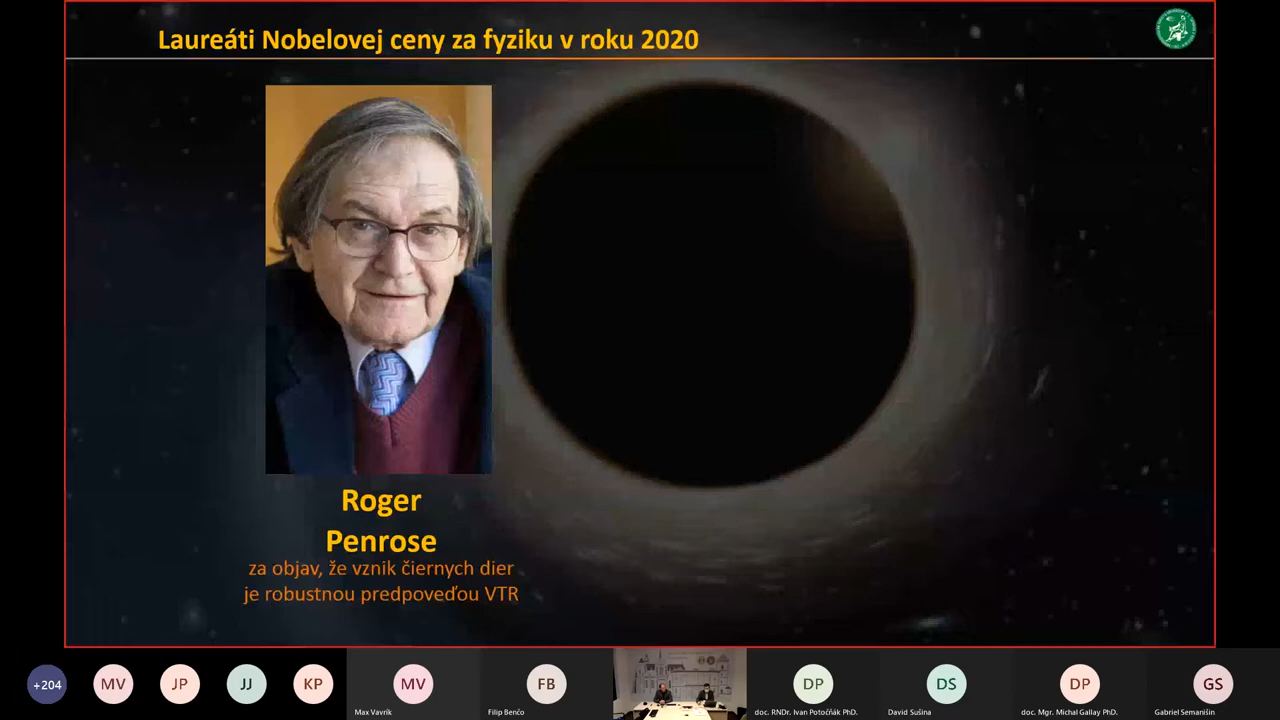 Laureáti Nobelovej ceny za fyziku v roku 2020
Roger
Penrose
za objav, že vznik čiernych dier
je robustnou predpoveďou VTR
+204
MV
JP
JJ
KP
MV
Max Vavrik
FB
Filip Benčo
DP
doc. RNDr. Ivan Potočňák PhD.
DS
David Sušina
DP
doc. Mgr. Michal Gallay PhD.
GS
Gabriel Semanišin